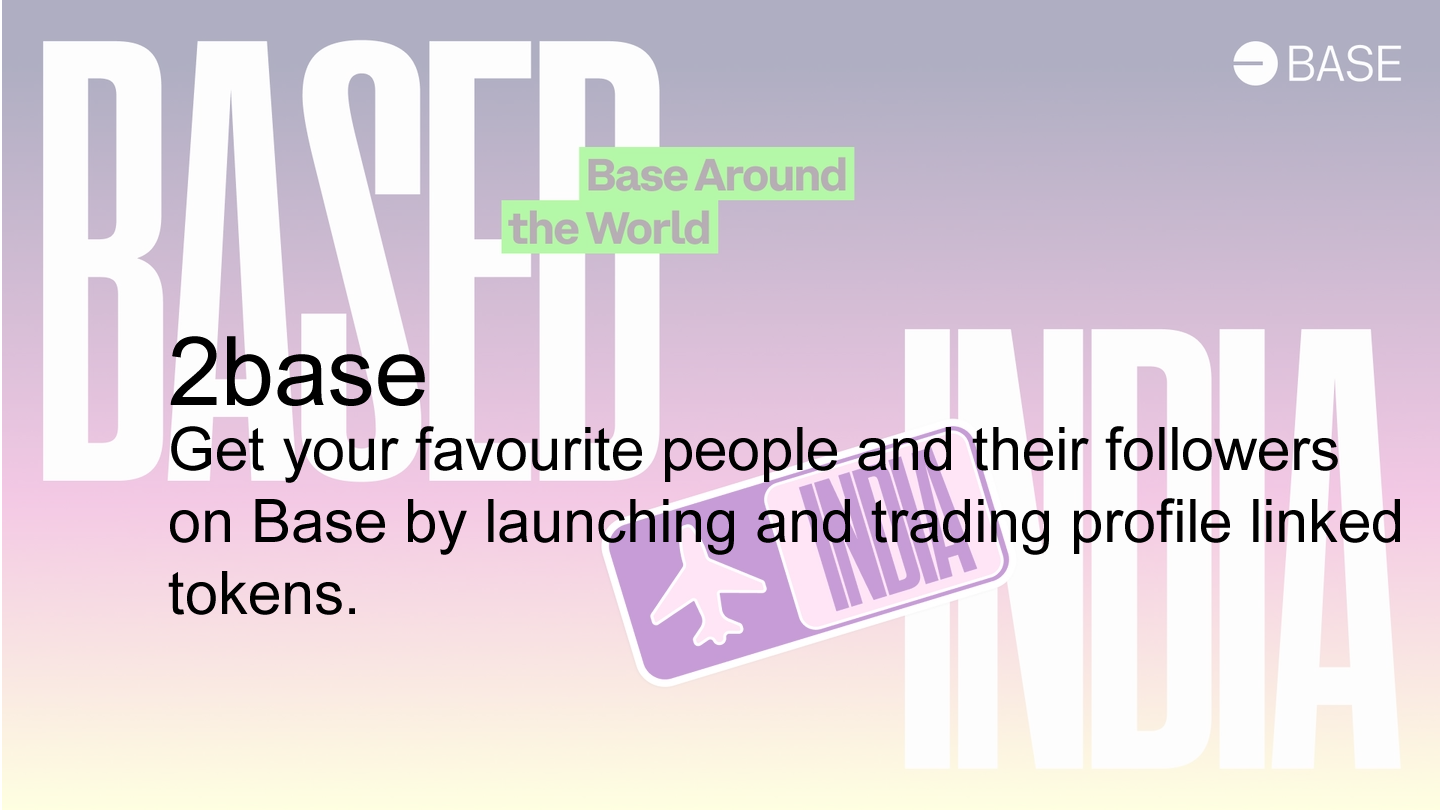 BASED
BASE
Base Around
the World
INDIA
2base
Get your favourite people and their followers
on Base by launching and trading profile linked
tokens.
INDIA